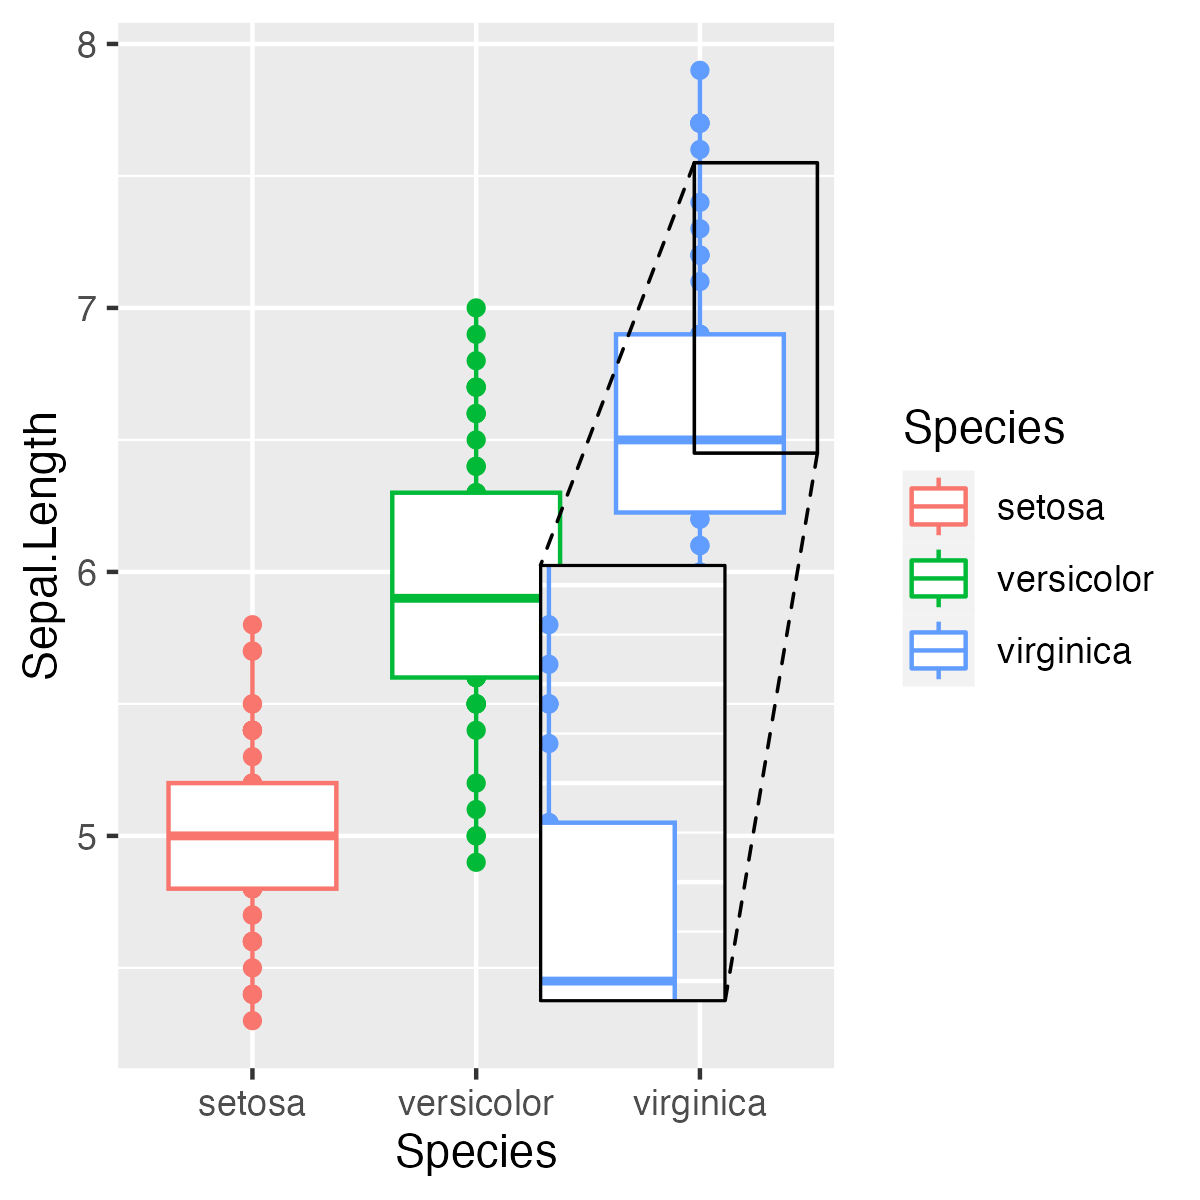 Sepal.Length
8
7
6
5
setosa
versicolor
virginica
Species
Species
setosa
versicolor
virginica